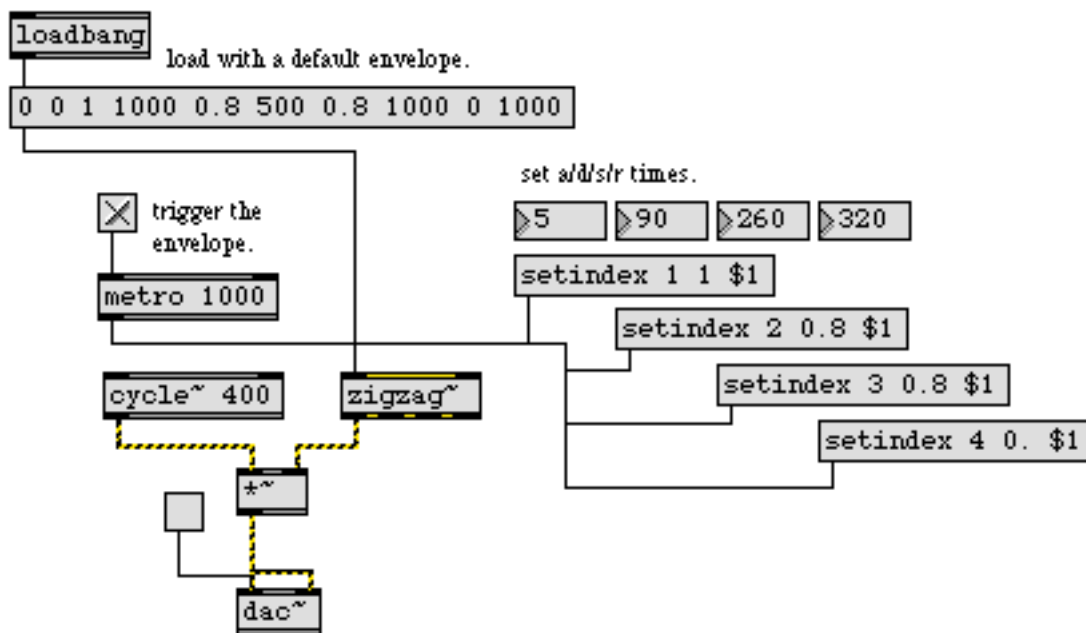 loadbang
load with a default envelope.
0 0 1 1000 0.8 500 0.8 1000 0 1000
set a/d/s/r times.
trigger the
envelope.
5
90
260
320
metro 1000
setindex 1 1 $1
setindex 2 0.8 $1
setindex 3 0.8 $1
setindex 4 0. $1
cycle~ 400
zigzag~
*~
dac~